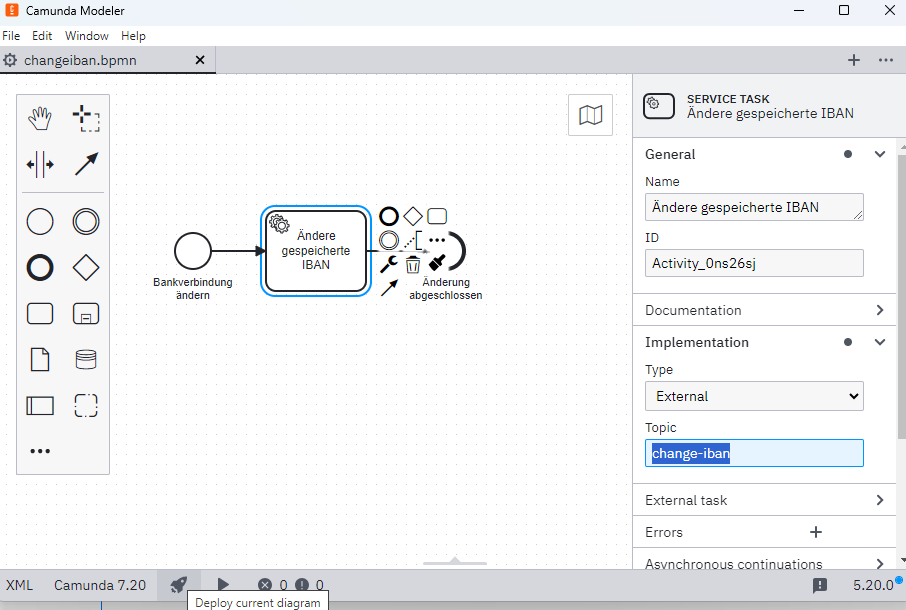 Camunda Modeler
File Edit Window Help
changeiban.bpmn
SERVICE TASK
Ändere gespeicherte IBAN
General
Name
Ändere gespeicherte IBAN
ID
Activity_0ns26sj
Documentation
Implementation
Type
External
Topic
change-iban
External task
Errors
Asynchronous continuations
Bankverbindung
ändern
Ändere
gespeicherte
IBAN
Änderung
abgeschlossen
XML Camunda 7.20 0 0 5.20.0
Deploy current diagram